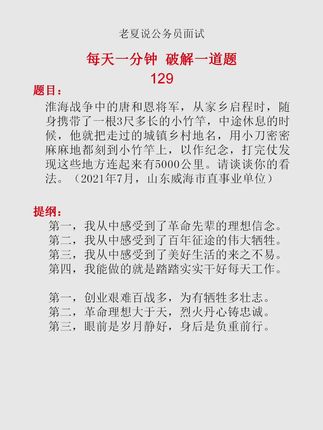 老夏说公务员面试
每天一分钟 破解一道题
129
题目：
淮海战争中的唐和恩将军，从家乡启程时，随
身携带了一根3尺多长的小竹竿，中途休息的时
候，他就把走过的城镇乡村地名，用小刀密密
麻麻地都刻到小竹竿上，以作纪念，打完仗发
现这些地方连起来有5000公里。请谈谈你的看
法。（2021年7月，山东威海市直事业单位）
提纲：
第一，我从中感受到了革命先辈的理想信念。
第二，我从中感受到了百年征途的伟大牺牲。
第三，我从中感受到了美好生活的来之不易。
第四，我能做的就是踏踏实实干好每天工作。
第一，创业艰难百战多，为有牺牲多壮志。
第二，革命理想大于天，烈火丹心铸忠诚。
第三，眼前是岁月静好，身后是负重前行。